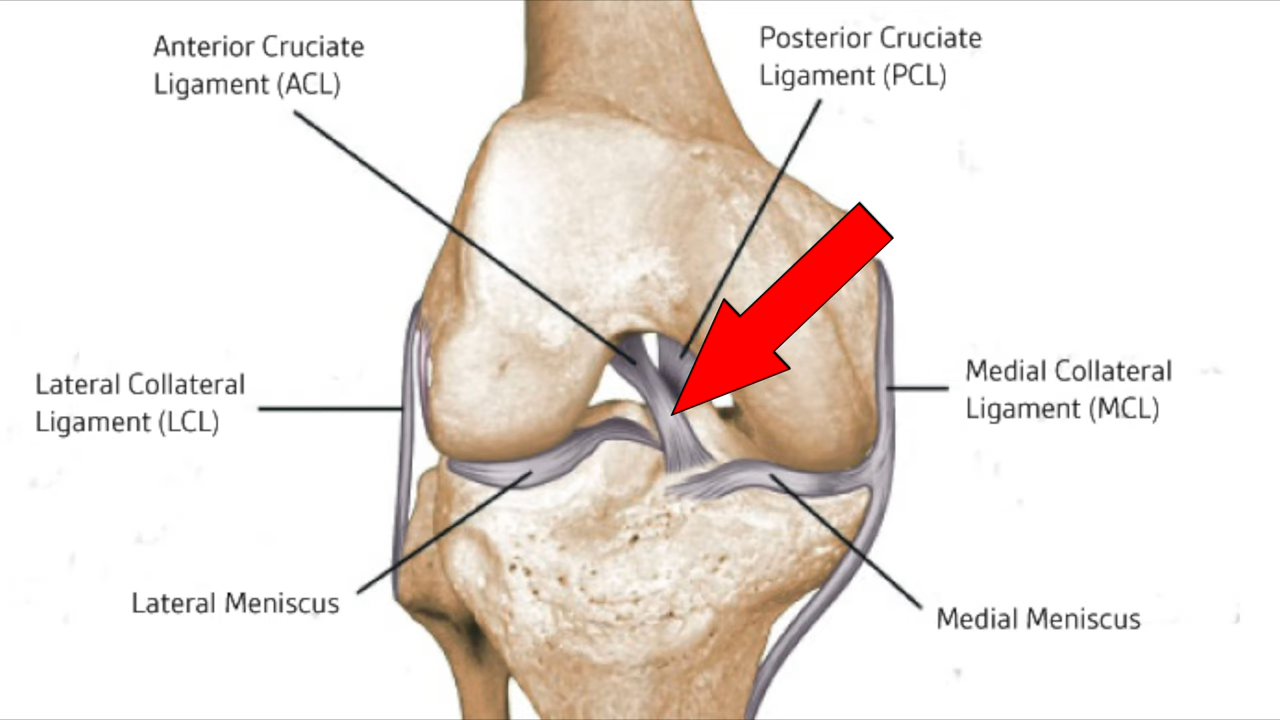 Anterior Cruciate
Ligament (ACL)
Posterior Cruciate
Ligament (PCL)
Lateral Collateral
Ligament (LCL)
Medial Collateral
Ligament (MCL)
Lateral Meniscus
Medial Meniscus